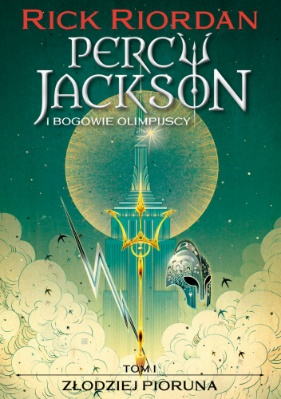 RICK RIORDAN
PERCY
JACKSON
I BOGOWIE OLIMPIJSCY
TOM I
ZŁODZIEJ PIORUNA